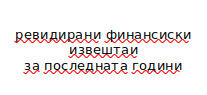 ревидирани финансиски
извештаи
за последната години